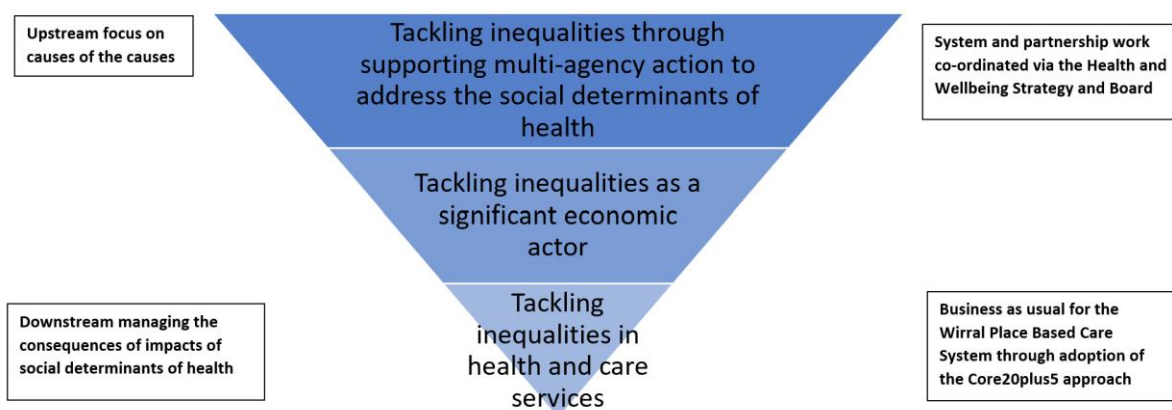 Upstream focus on
causes of the causes
Tackling inequalities through
supporting multi-agency action to
address the social determinants of
health
System and partnership work
co-ordinated via the Health and
Wellbeing Strategy and Board
Tackling inequalities as a
significant economic
actor
Downstream managing the
consequences of impacts of
social determinants of health
Tackling
inequalities in
health and care
services
Business as usual for the
Wirral Place Based Care
System through adoption of
the Core20plus5 approach